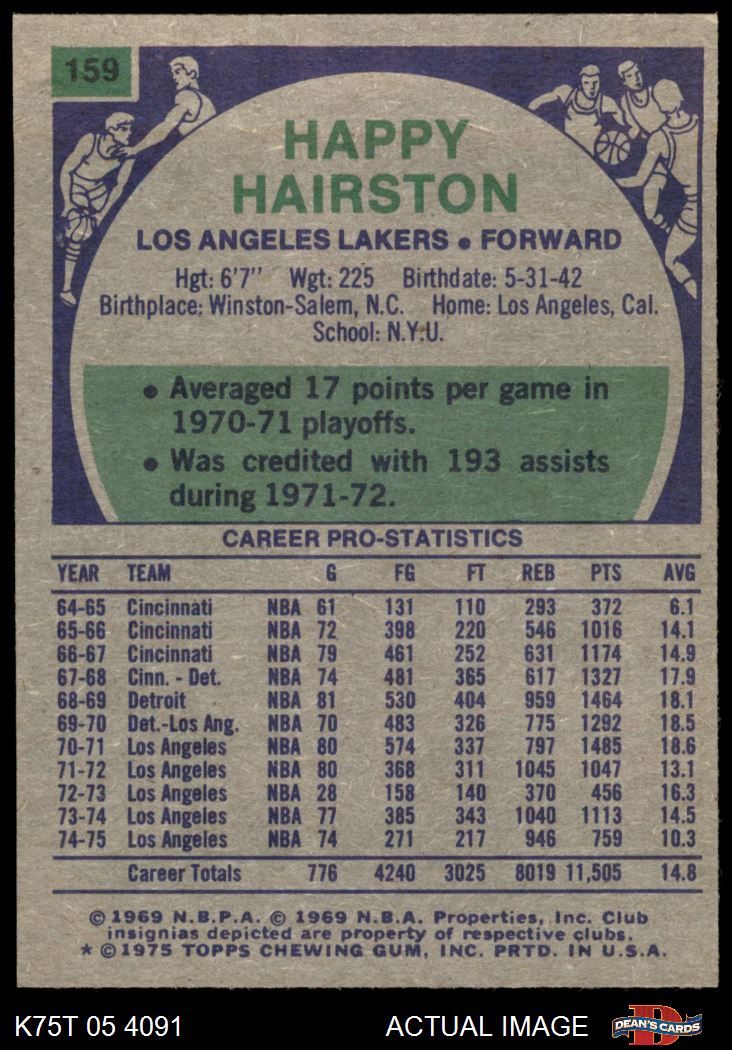 159
HAPPY
HAIRSTON
LOS ANGELES LAKERS • FORWARD
Hgt: 6'7" Wgt: 225 Birthdate: 5-31-42
Birthplace: Winston-Salem, N.C. Home: Los Angeles, Cal.
School: N.Y.U.
• Averaged 17 points per game in
1970-71 playoffs.
• Was credited with 193 assists
during 1971-72.
CAREER PRO-STATISTICS
YEAR TEAM G FG FT REB PTS AVG
64-65 Cincinnati NBA 61 131 110 293 372 6.1
65-66 Cincinnati NBA 72 398 220 546 1016 14.1
66-67 Cincinnati NBA 79 461 252 631 1174 14.9
67-68 Cinn. - Det. NBA 74 481 365 617 1327 17.9
68-69 Detroit NBA 81 530 404 959 1464 18.1
69-70 Det.-Los Ang. NBA 70 483 326 775 1292 18.5
70-71 Los Angeles NBA 80 574 337 797 1485 18.6
71-72 Los Angeles NBA 80 368 311 1045 1047 13.1
72-73 Los Angeles NBA 28 158 140 370 456 16.3
73-74 Los Angeles NBA 77 385 343 1040 1113 14.5
74-75 Los Angeles NBA 74 271 217 946 759 10.3
Career Totals 776 4240 3025 8019 11,505 14.8
© 1969 N.B.P.A. © 1969 N.B.A. Properties, Inc. Club
insignias depicted are property of respective clubs.
* © 1975 TOPPS CHEWING GUM, INC. PRTD. IN U.S.A.
K75T 05 4091 ACTUAL IMAGE D DEAN'S CARDS